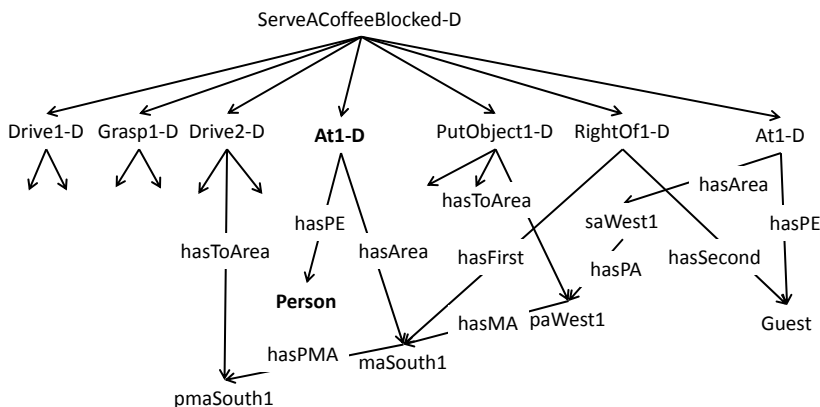 ServeACoffeeBlocked-D
Drive1-D Grasp1-D Drive2-D At1-D PutObject1-D RightOf1-D At1-D
hasArea
hasToArea
saWest1
hasPE
hasPE
hasToArea hasArea hasFirst hasPA hasSecond
Person
hasMA paWest1 Guest
hasPMA maSouth1
pmaSouth1